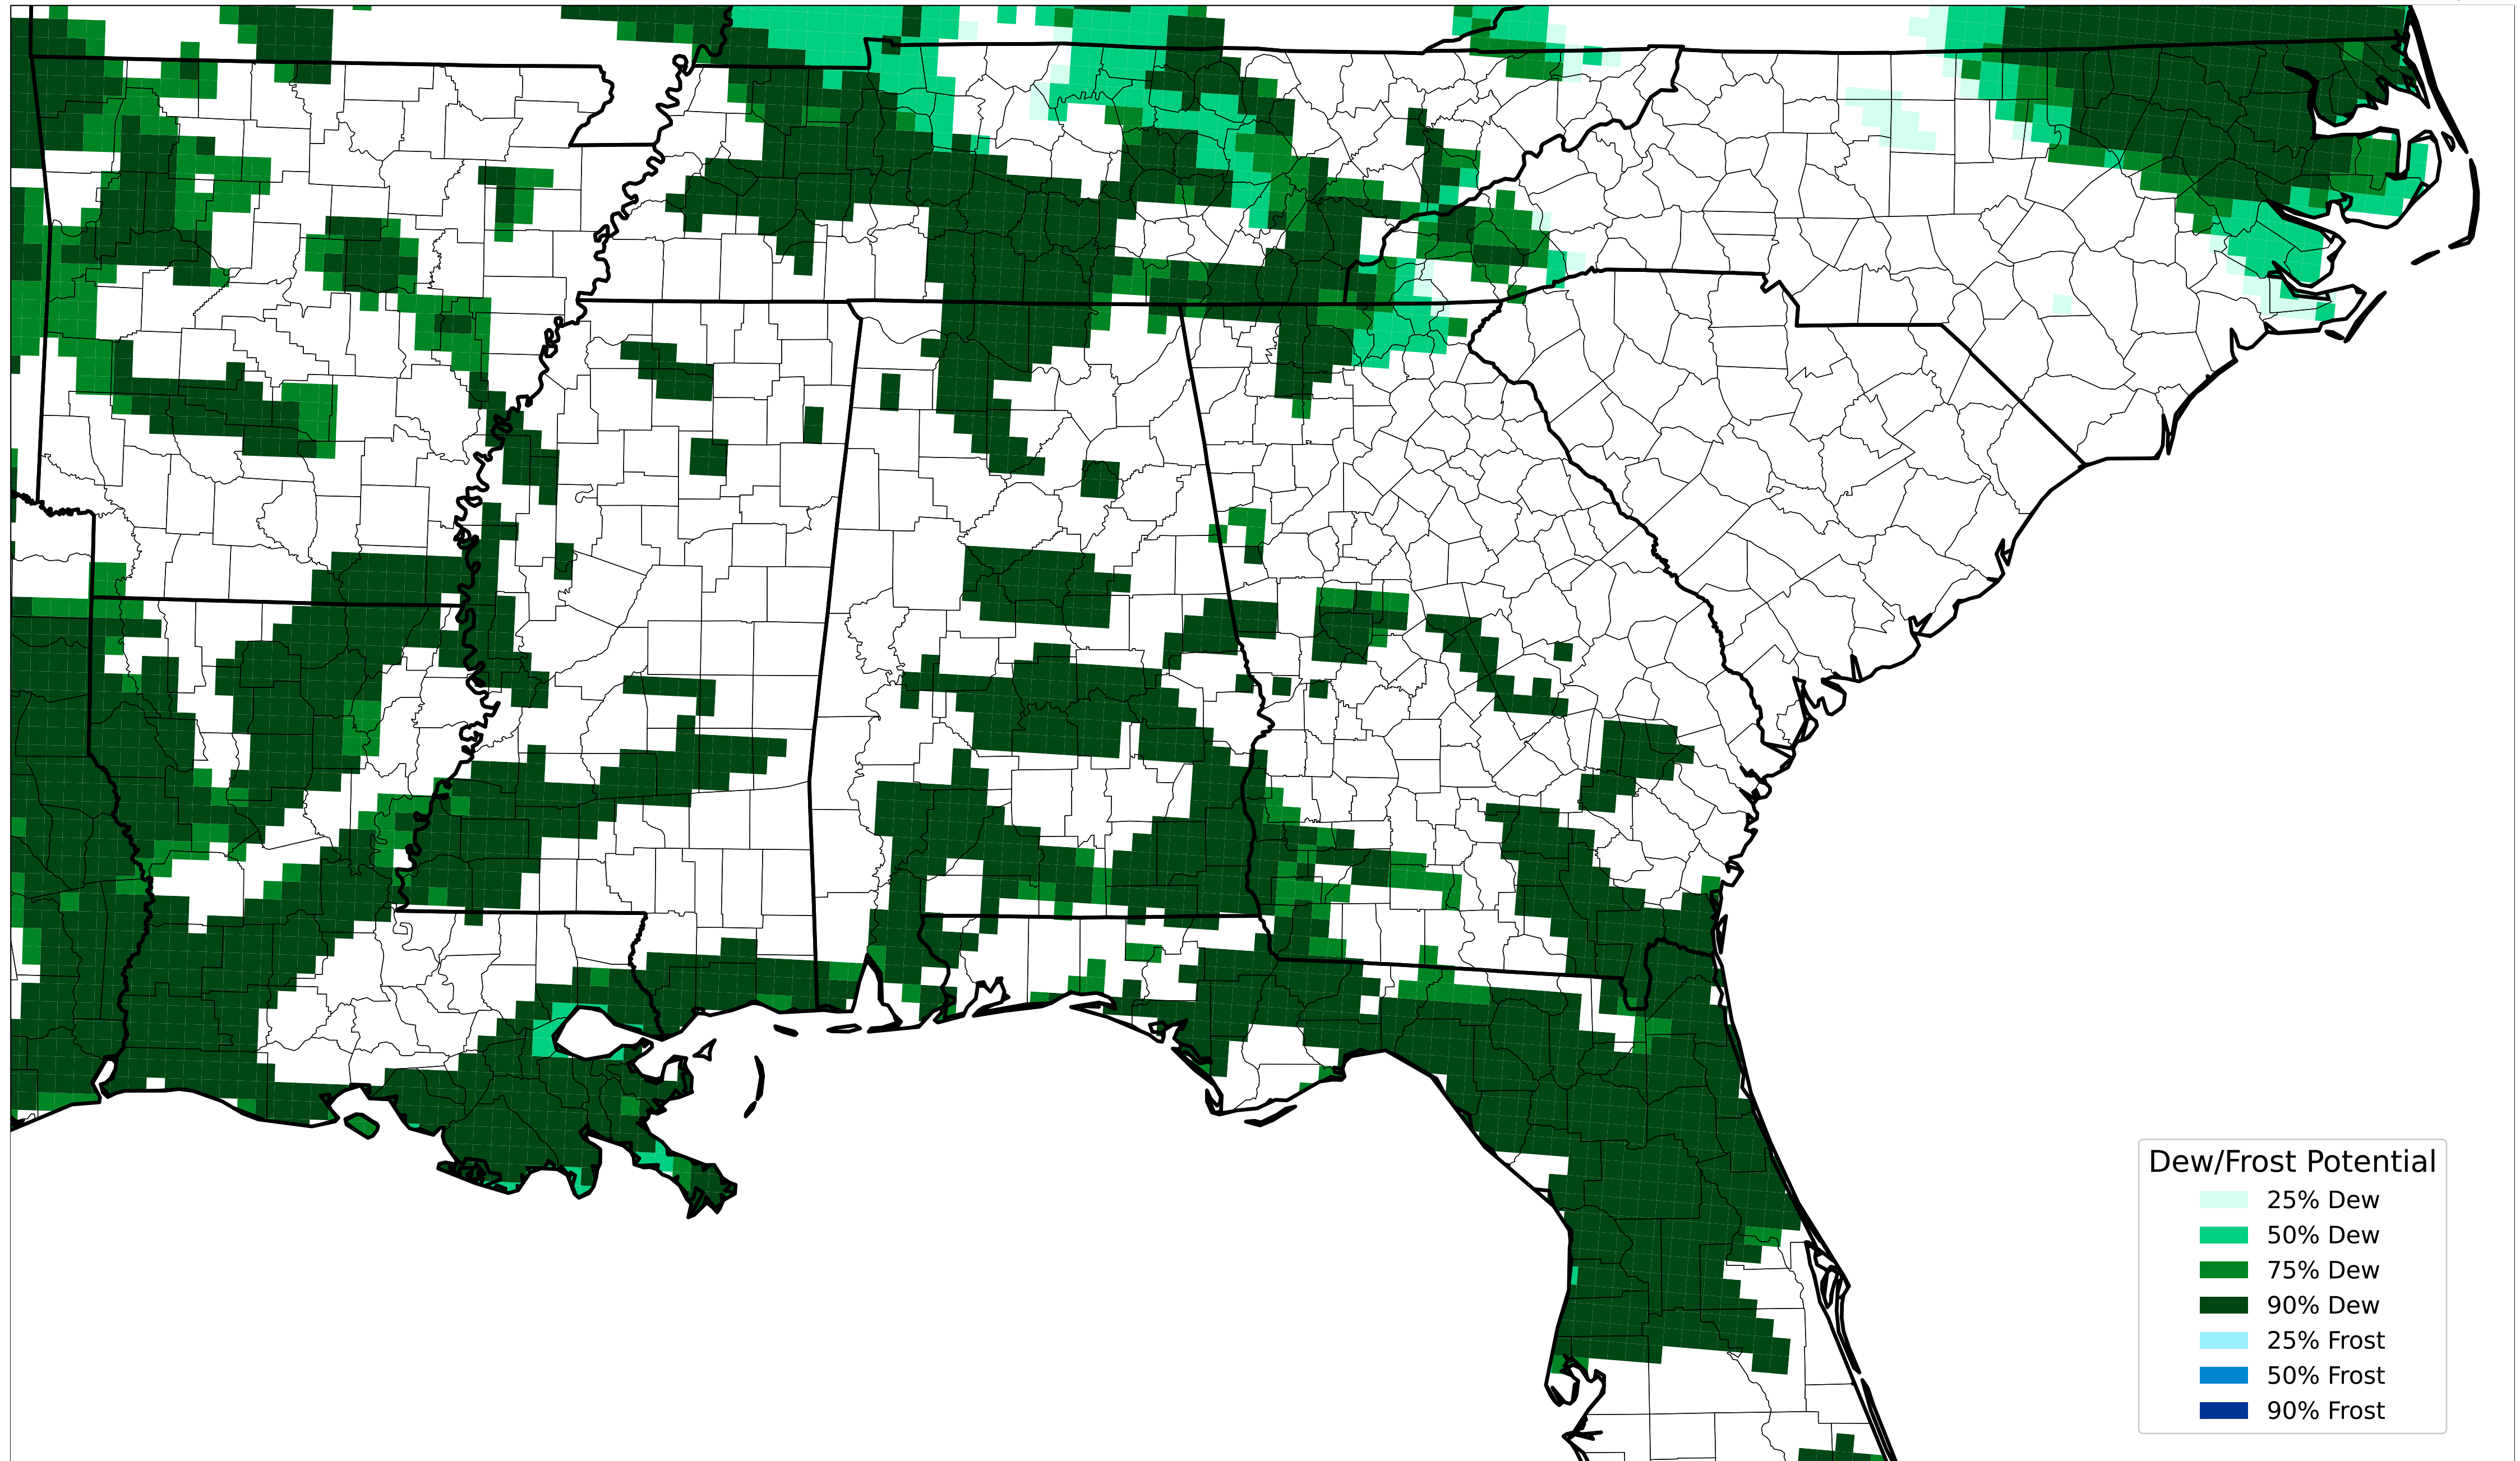 Dew/Frost Potential
25% Dew
50% Dew
75% Dew
90% Dew
25% Frost
50% Frost
90% Frost